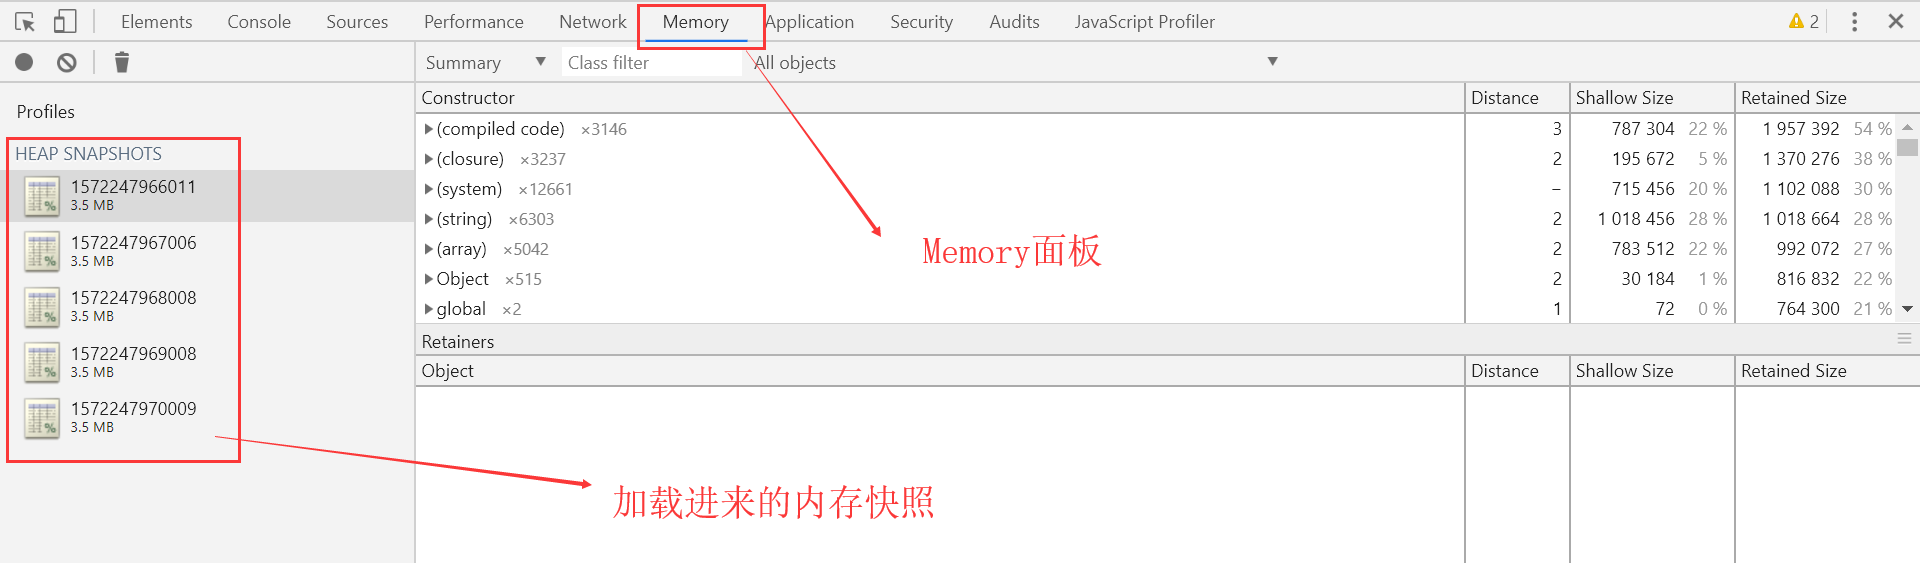 Elements Console Sources Performance Network Memory Application Security Audits JavaScript Profiler 2
Summary Class filter All objects
Profiles
HEAP SNAPSHOTS
1572247966011
3.5 MB
1572247967006
3.5 MB
1572247968008
3.5 MB
1572247969008
3.5 MB
1572247970009
3.5 MB
Constructor Distance Shallow Size Retained Size
(compiled code) ×3146 3 787 304 22 % 1 957 392 54 %
(closure) ×3237 2 195 672 5 % 1 370 276 38 %
(system) ×12661 – 715 456 20 % 1 102 088 30 %
(string) ×6303 2 1 018 456 28 % 1 018 664 28 %
(array) ×5042 2 783 512 22 % 992 072 27 %
Object ×515 2 30 184 1 % 816 832 22 %
global ×2 1 72 0 % 764 300 21 %
Memory面板
Retainers
Object Distance Shallow Size Retained Size
加载进来的内存快照